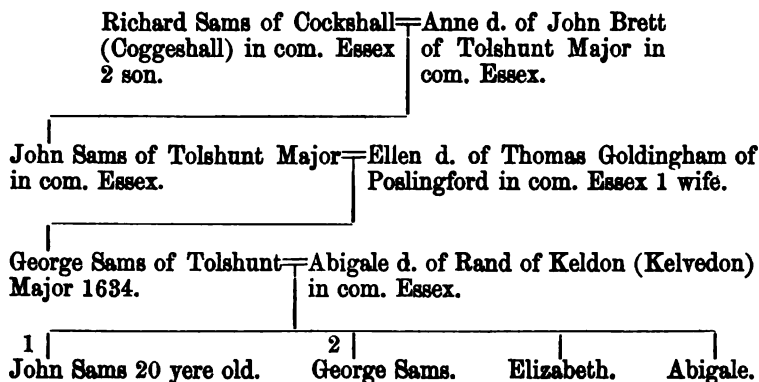 Richard Sams of Cockshall═Anne d. of John Brett
(Coggeshall) in com. Essex of Tolshunt Major in
2 son. com. Essex.
John Sams of Tolshunt Major═Ellen d. of Thomas Goldingham of
in com. Essex. Poslingford in com. Essex 1 wife.
George Sams of Tolshunt═Abigale d. of Rand of Keldon (Kelvedon)
Major 1634. in com. Essex.
1 2
John Sams 20 yere old. George Sams. Elizabeth. Abigale.